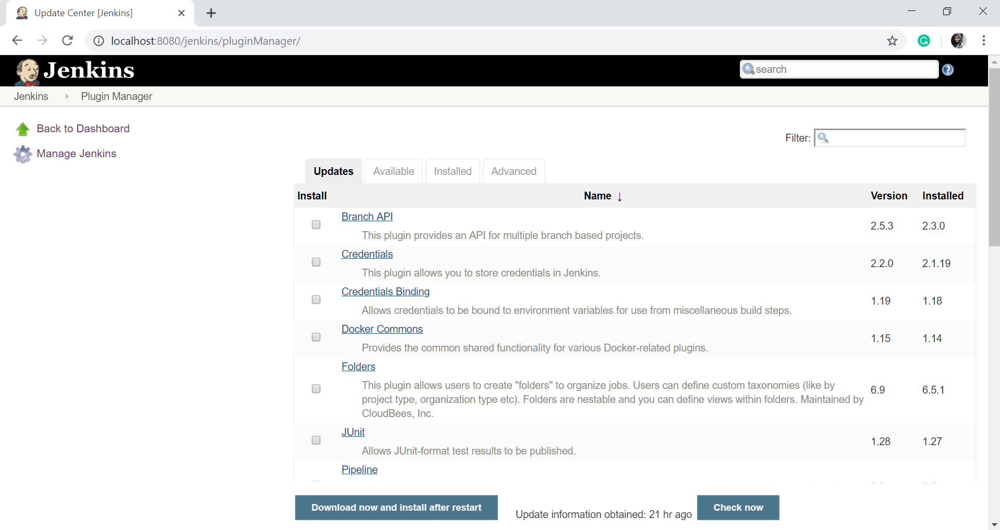 Update Center [Jenkins]
localhost:8080/jenkins/pluginManager/
Jenkins
search
Jenkins
Plugin Manager
Back to Dashboard
Manage Jenkins
Filter:
Updates
Available
Installed
Advanced
Install
Name ↓
Version
Installed
Branch API
This plugin provides an API for multiple branch based projects.
2.5.3
2.3.0
Credentials
This plugin allows you to store credentials in Jenkins.
2.2.0
2.1.19
Credentials Binding
Allows credentials to be bound to environment variables for use from miscellaneous build steps.
1.19
1.18
Docker Commons
Provides the common shared functionality for various Docker-related plugins.
1.15
1.14
Folders
This plugin allows users to create "folders" to organize jobs. Users can define custom taxonomies (like by
project type, organization type etc). Folders are nestable and you can define views within folders. Maintained by
CloudBees, Inc.
6.9
6.5.1
JUnit
Allows JUnit-format test results to be published.
1.28
1.27
Pipeline
Download now and install after restart
Update information obtained: 21 hr ago
Check now